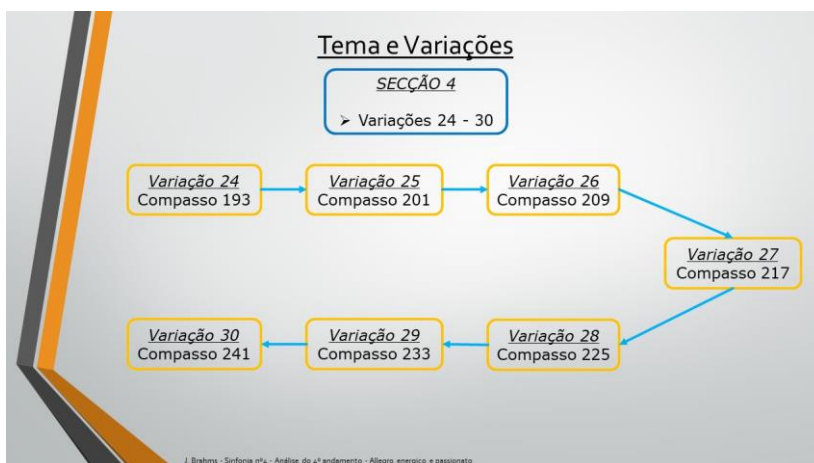 Tema e Variações
SECÇÃO 4
➢ Variações 24 - 30
Variação 24
Compasso 193
Variação 25
Compasso 201
Variação 26
Compasso 209
Variação 27
Compasso 217
Variação 28
Compasso 225
Variação 29
Compasso 233
Variação 30
Compasso 241
J. Brahms - Sinfonia nº4 - Análise do 4º andamento - Allegro energico e passionato